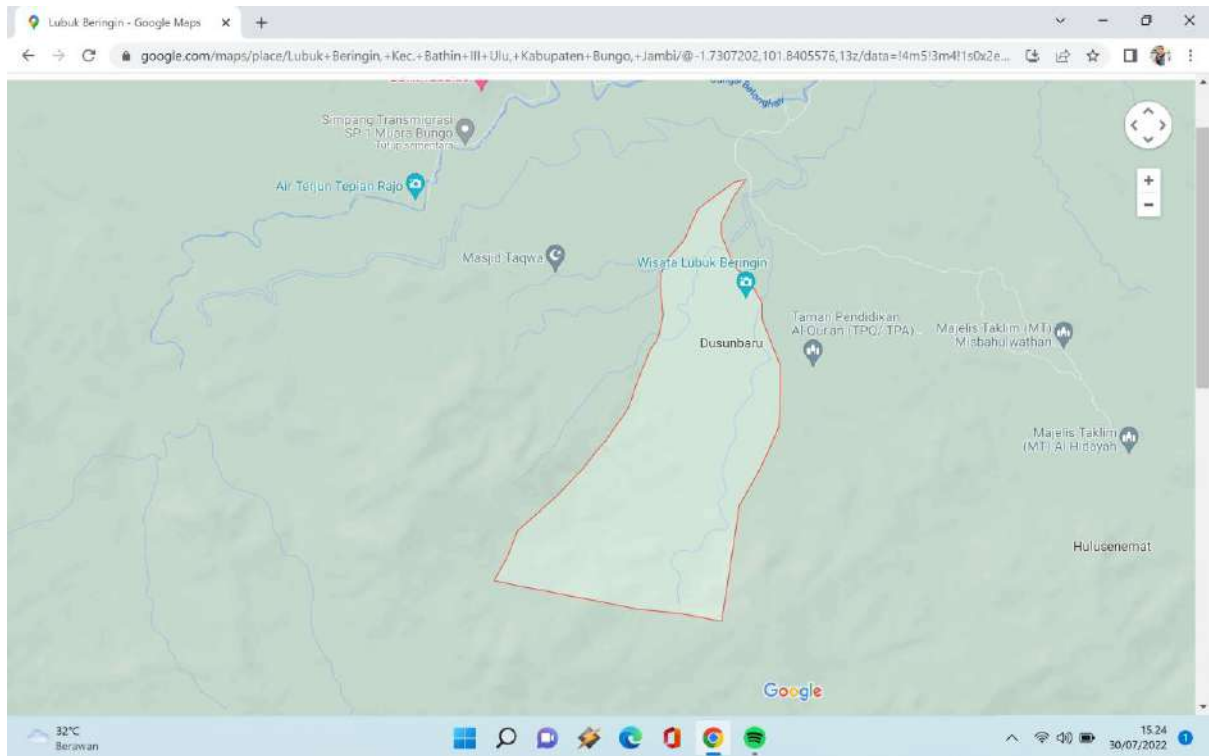 Lubuk Beringin - Google Maps
google.com/maps/place/Lubuk+Beringin,+Kec.+Bathin+III+Ulu,+Kabupaten+Bungo,+Jambi/@-1.7307202,101.8405576,13z/data=!4m5!3m4!1s0x2e...
Simpang Transmigrasi
SP 1 Muara Bungo
Tutup sementara
Air Terjun Tepian Rajo
Masjid Taqwa
Wisata Lubuk Beringin
Dusunbaru
Taman Pendidikan
Al-Quran (TPQ/ TPA)...
Majelis Taklim (MT)
Misbahul wathan
Majelis Taklim
(MT) Al Hidayah
Hulusenemat
Google
32°C
Berawan
15.24
30/07/2022
1